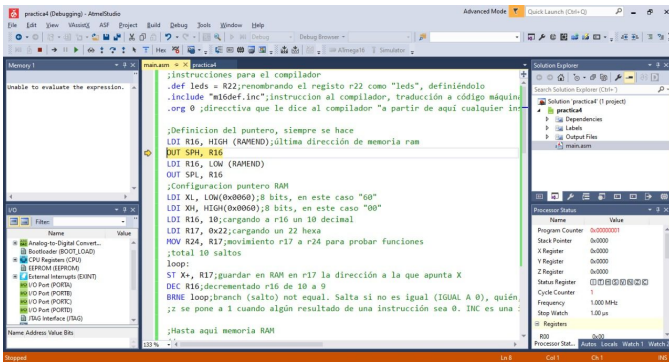 practica4 (Debugging) - AtmelStudio
Advanced Mode
Quick Launch (Ctrl+Q)
File Edit View VAssistX ASF Project Build Debug Tools Window Help
Debug
Debug Browser
Hex
ATmega16
Simulator
Memory 1
Unable to evaluate the expression.
main.asm
practica4
;instrucciones para el compilador
.def leds = R22;renombrando el registro r22 como "leds", definiéndolo
.include "m16def.inc";instruccion al compilador, traducción a código máquina
.org 0 ;direcctiva que le dice al compilador "a partir de aquí cualquier ins
;Definicion del puntero, siempre se hace
LDI R16, HIGH (RAMEND);última dirección de memoria ram
OUT SPH, R16
LDI R16, LOW (RAMEND)
OUT SPL, R16
;Configuracion puntero RAM
LDI XL, LOW(0x0060);8 bits, en este caso "60"
LDI XH, HIGH(0x0060);8 bits, en este caso "00"
LDI R16, 10;cargando a r16 un 10 decimal
LDI R17, 0x22;cargando un 22 hexa
MOV R24, R17;movimiento r17 a r24 para probar funciones
;total 10 saltos
loop:
ST X+, R17;guardar en RAM en r17 la dirección a la que apunta X
DEC R16;decrementado r16 de 10 a 9
BRNE loop;branch (salto) not equal. Salta si no es igual (IGUAL A 0), quién
;z se pone a 1 cuando algún resultado de una instrucción sea 0. INC es una
;Hasta aqui memoria RAM
133 %
I/O
Filter:
Name Value
Analog-to-Digital Convert...
Bootloader (BOOT_LOAD)
CPU Registers (CPU)
EEPROM (EEPROM)
External Interrupts (EXINT)
I/O Port (PORTA)
I/O Port (PORTB)
I/O Port (PORTC)
I/O Port (PORTD)
JTAG Interface (JTAG)
Name Address Value Bits
Solution Explorer
Search Solution Explorer (Ctrl+
Solution 'practica4' (1 project)
practica4
Dependencies
Labels
Output Files
main.asm
Processor Status
Name Value
Program Counter 0x00000001
Stack Pointer 0x0000
X Register 0x0000
Y Register 0x0000
Z Register 0x0000
Status Register I T H S V N Z C
Cycle Counter 1
Frequency 1.000 MHz
Stop Watch 1.00 µs
Registers
R00 0x00
Processor Stat... Autos Locals Watch 1 Watch 2
Stopped
Ln 8 Col 1 Ch 1 INS